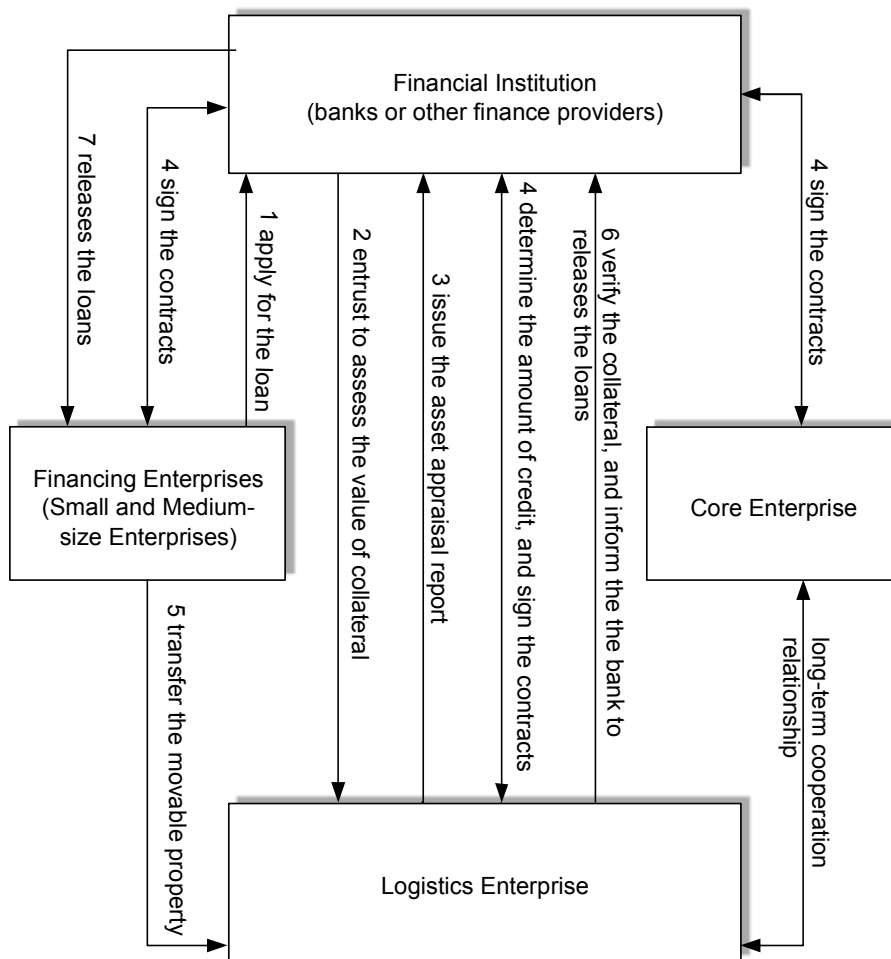 Financial Institution
(banks or other finance providers)
7 releases the loans
4 sign the contracts
1 apply for the loan
2 entrust to assess the value of collateral
3 issue the asset appraisal report
4 determine the amount of credit, and sign the contracts
6 verify the collateral, and inform the the bank to
releases the loans
4 sign the contracts
Financing Enterprises
(Small and Medium-
size Enterprises)
Core Enterprise
5 transfer the movable property
long-term cooperation
relationship
Logistics Enterprise